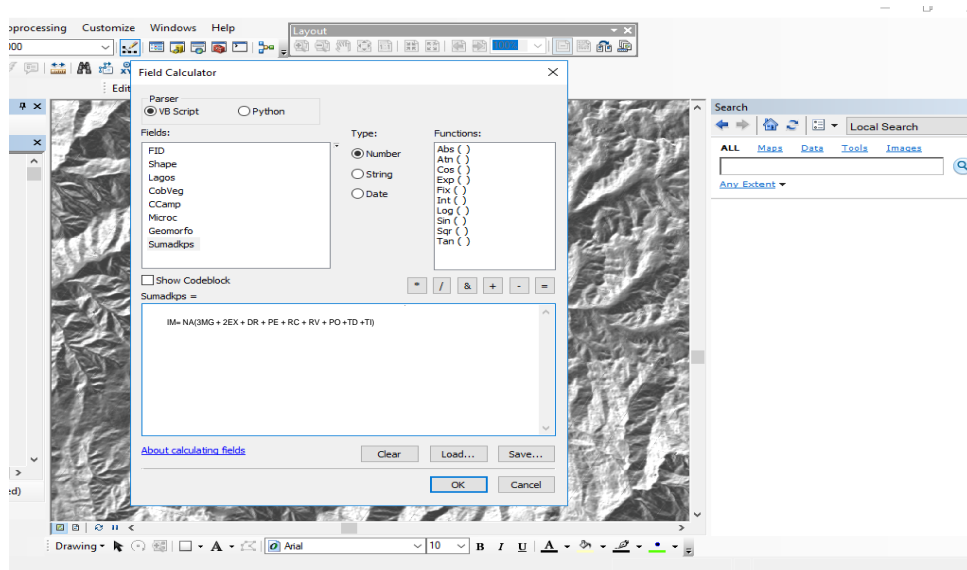 oprocessing Customize Windows Help
Layout
000
100%
Edit
Field Calculator
Parser
VB Script Python
Fields: Type: Functions:
FID
Shape
Lagos
CobVeg
CCamp
Microc
Geomorfo
Sumadkps
Number
String
Date
Abs ( )
Atn ( )
Cos ( )
Exp ( )
Fix ( )
Int ( )
Log ( )
Sin ( )
Sqr ( )
Tan ( )
Show Codeblock
* / & + - =
Sumadkps =
IM= NA(3MG + 2EX + DR + PE + RC + RV + PO +TD +TI)
About calculating fields Clear Load... Save...
OK Cancel
ed)
Search
Local Search
ALL Maps Data Tools Images
Any Extent
Drawing A Arial 10 B I U A